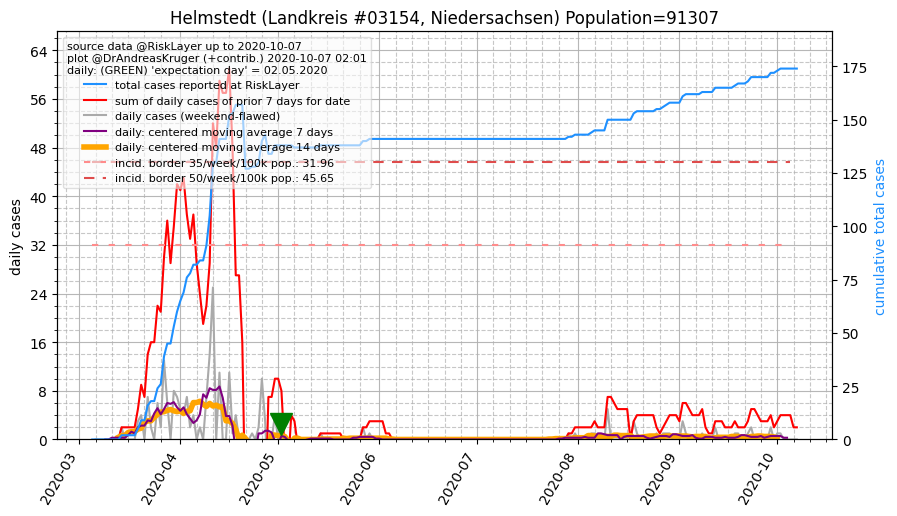 Helmstedt (Landkreis #03154, Niedersachsen) Population=91307
source data @RiskLayer up to 2020-10-07
plot @DrAndreasKruger (+contrib.) 2020-10-07 02:01
daily: (GREEN) 'expectation day' = 02.05.2020
total cases reported at RiskLayer
sum of daily cases of prior 7 days for date
daily cases (weekend-flawed)
daily: centered moving average 7 days
daily: centered moving average 14 days
incid. border 35/week/100k pop.: 31.96
incid. border 50/week/100k pop.: 45.65
daily cases
64
56
48
40
32
24
16
8
0
cumulative total cases
175
150
125
100
75
50
25
0
2020-03
2020-04
2020-05
2020-06
2020-07
2020-08
2020-09
2020-10